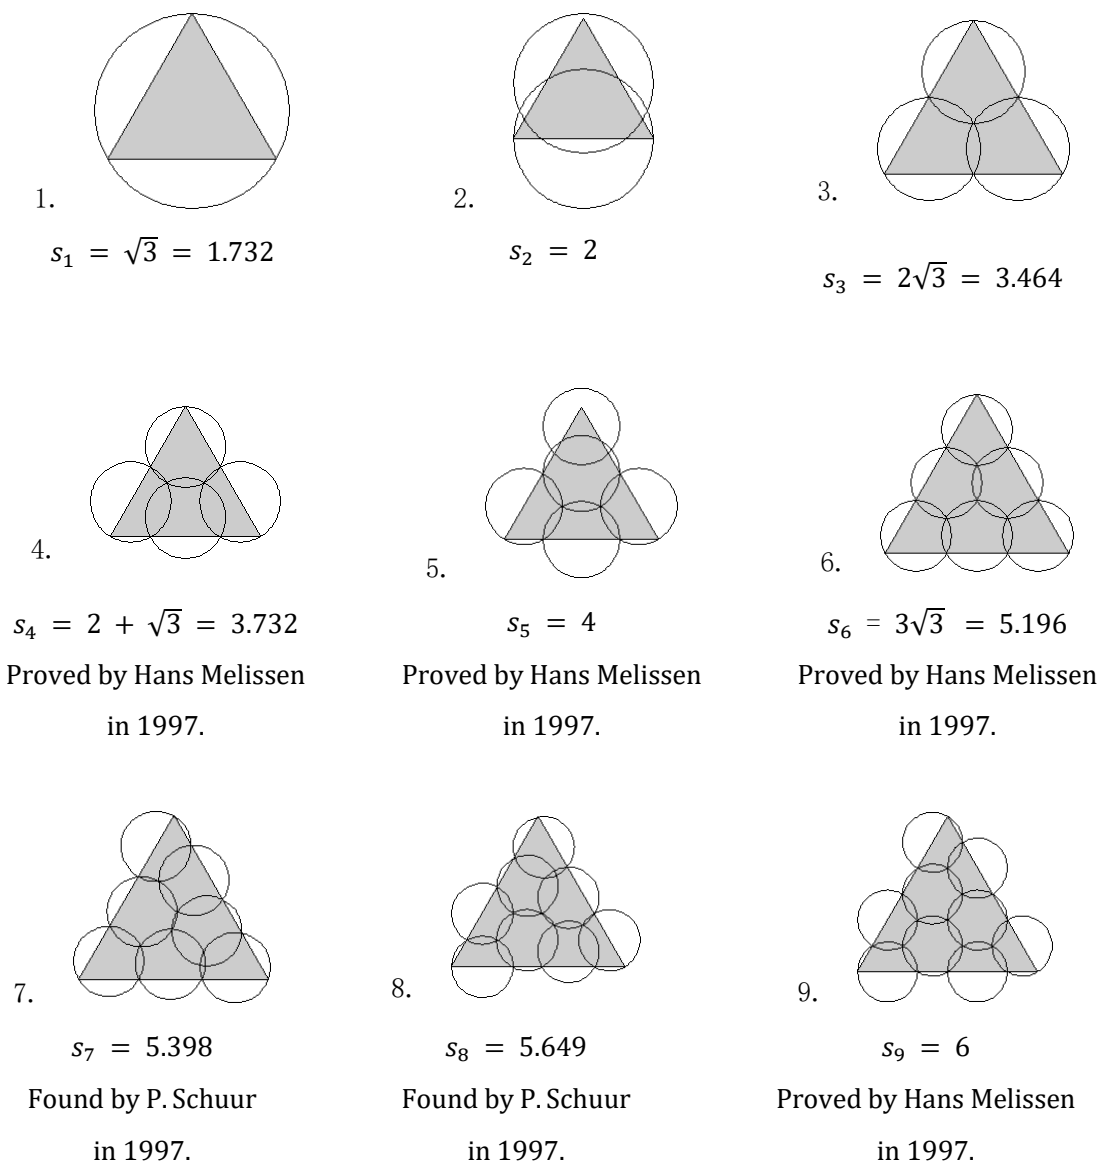 1.
s₁ = √3 = 1.732
2.
s₂ = 2
3.
s₃ = 2√3 = 3.464
4.
s₄ = 2 + √3 = 3.732
Proved by Hans Melissen
in 1997.
5.
s₅ = 4
Proved by Hans Melissen
in 1997.
6.
s₆ = 3√3 = 5.196
Proved by Hans Melissen
in 1997.
7.
s₇ = 5.398
Found by P. Schuur
in 1997.
8.
s₈ = 5.649
Found by P. Schuur
in 1997.
9.
s₉ = 6
Proved by Hans Melissen
in 1997.